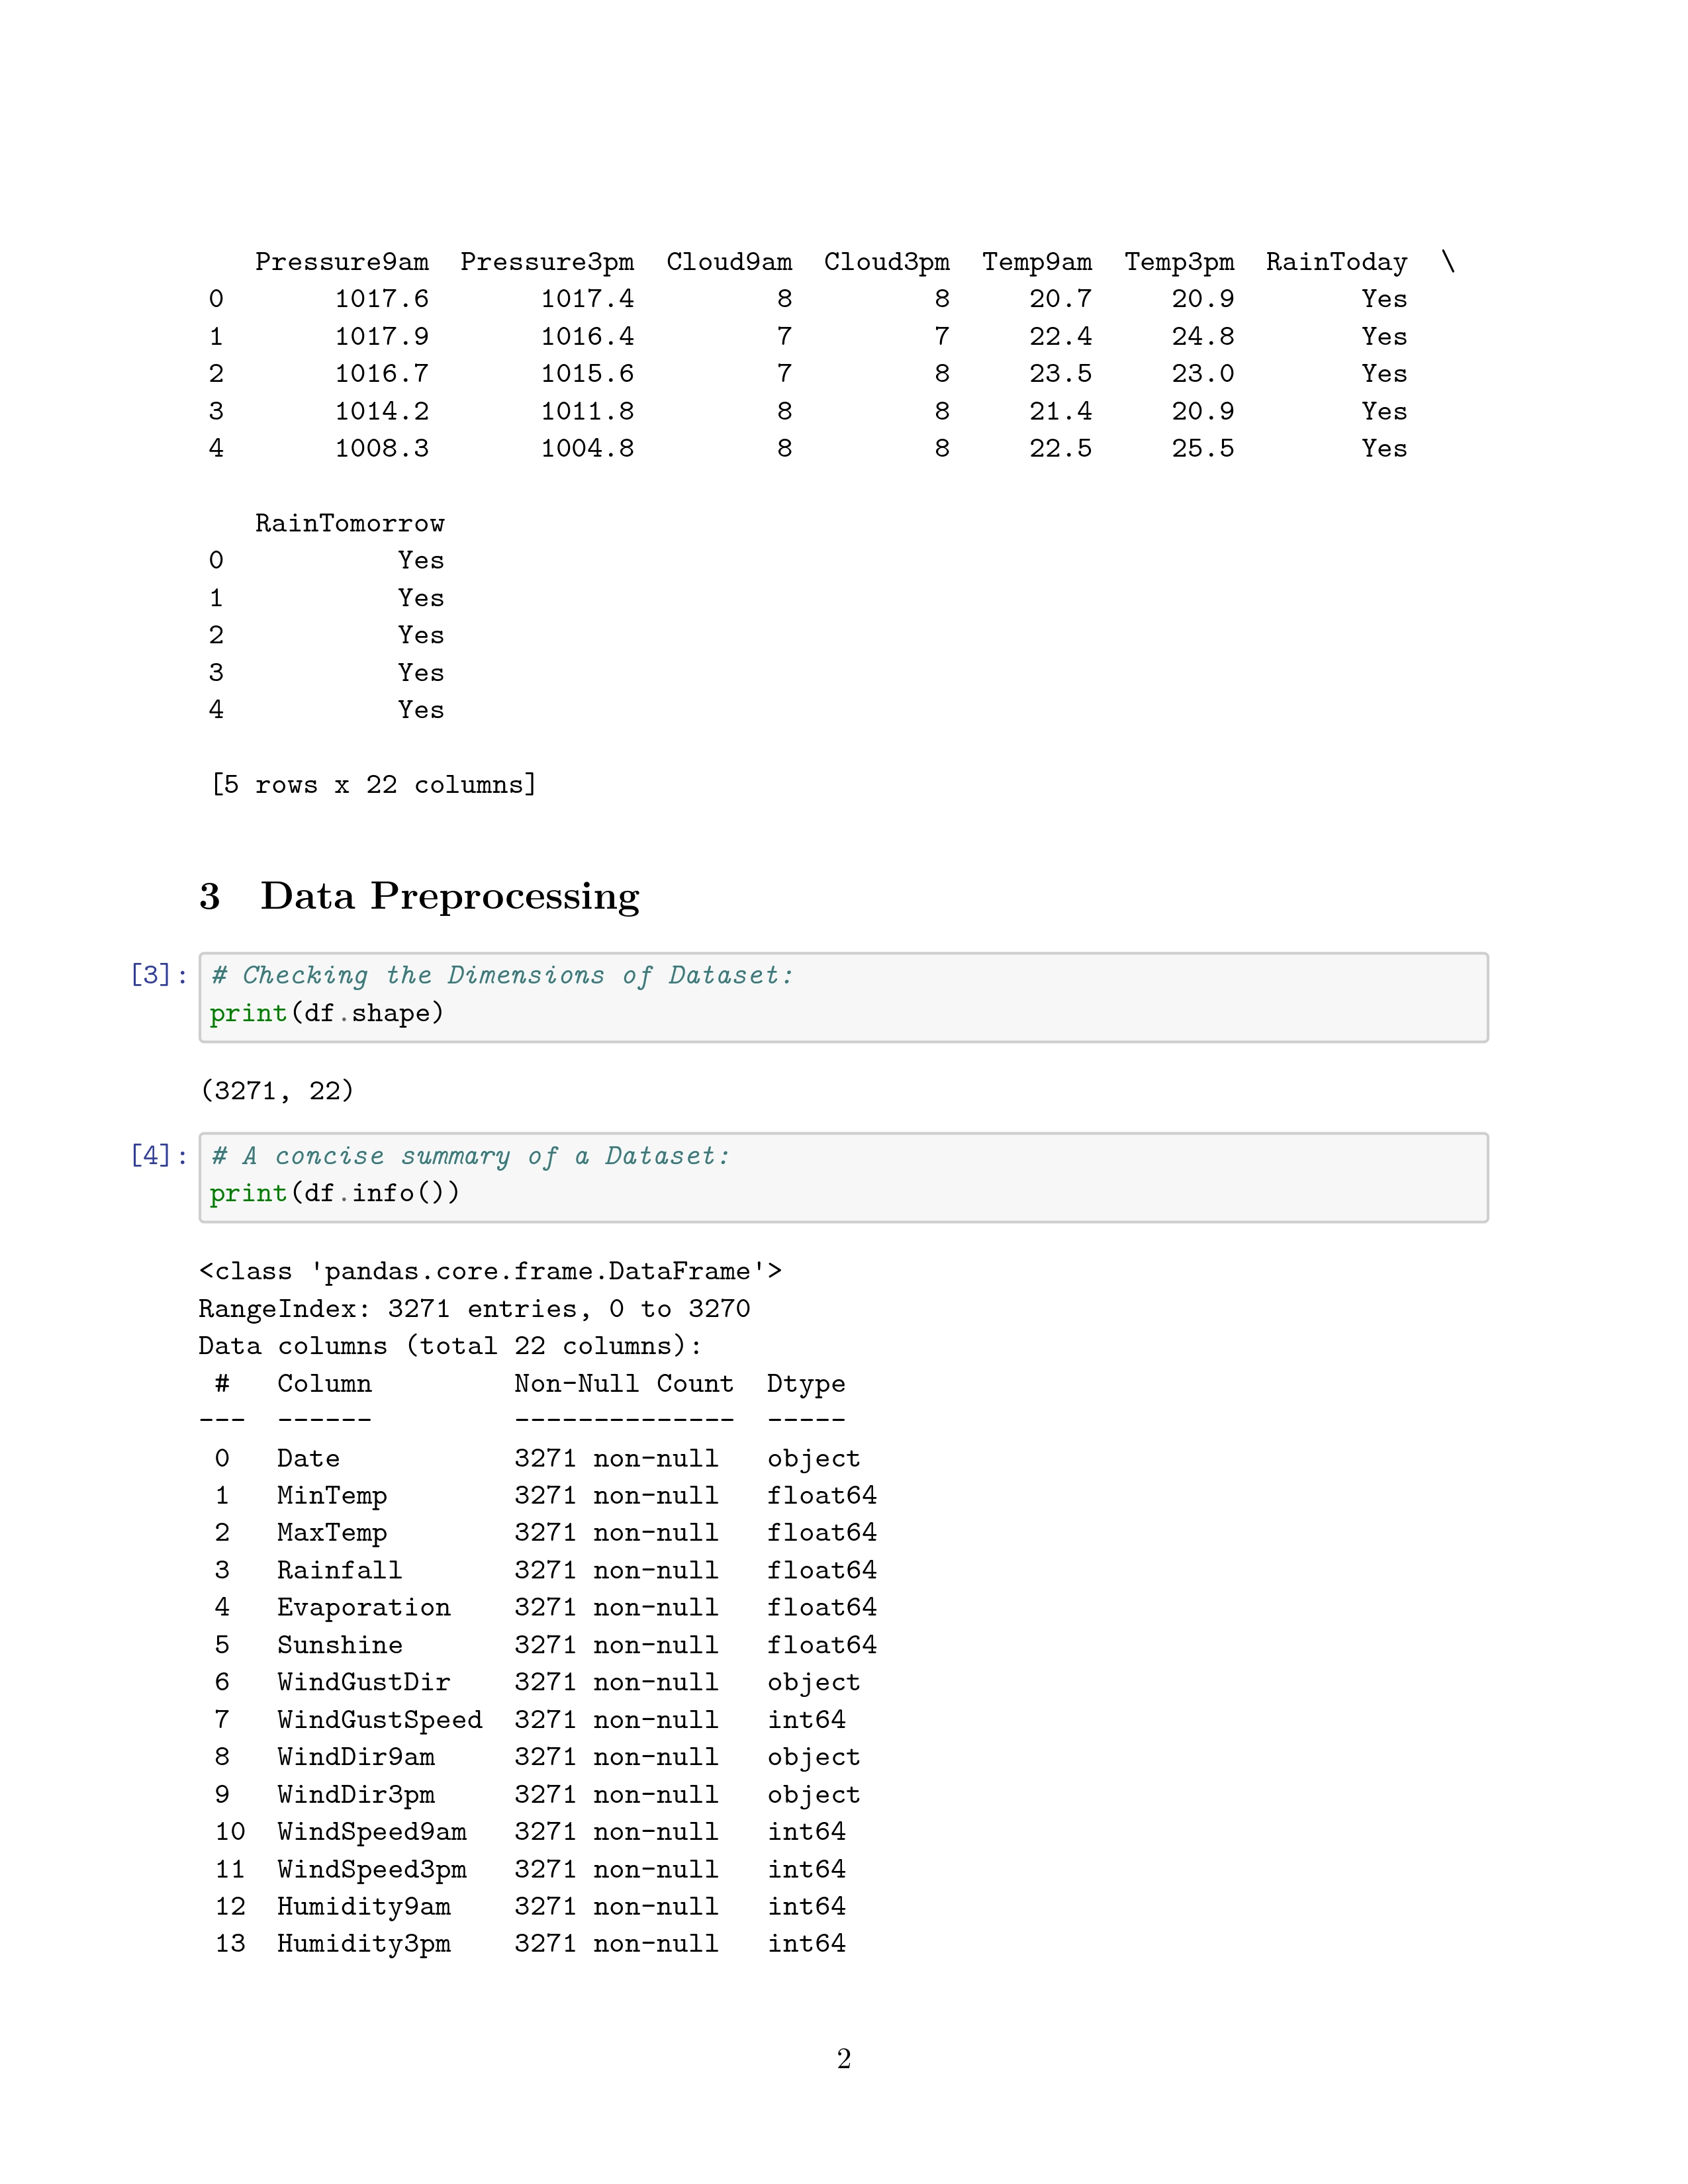 Pressure9am  Pressure3pm  Cloud9am  Cloud3pm  Temp9am  Temp3pm  RainToday  \
0       1017.6       1017.4         8         8     20.7     20.9        Yes
1       1017.9       1016.4         7         7     22.4     24.8        Yes
2       1016.7       1015.6         7         8     23.5     23.0        Yes
3       1014.2       1011.8         8         8     21.4     20.9        Yes
4       1008.3       1004.8         8         8     22.5     25.5        Yes
   RainTomorrow
0           Yes
1           Yes
2           Yes
3           Yes
4           Yes
[5 rows x 22 columns]
3 Data Preprocessing
[3]: # Checking the Dimensions of Dataset:
print(df.shape)
(3271, 22)
[4]: # A concise summary of a Dataset:
print(df.info())
<class 'pandas.core.frame.DataFrame'>
RangeIndex: 3271 entries, 0 to 3270
Data columns (total 22 columns):
 #   Column         Non-Null Count  Dtype
---  ------         --------------  -----
 0   Date           3271 non-null   object
 1   MinTemp        3271 non-null   float64
 2   MaxTemp        3271 non-null   float64
 3   Rainfall       3271 non-null   float64
 4   Evaporation    3271 non-null   float64
 5   Sunshine       3271 non-null   float64
 6   WindGustDir    3271 non-null   object
 7   WindGustSpeed  3271 non-null   int64
 8   WindDir9am     3271 non-null   object
 9   WindDir3pm     3271 non-null   object
 10  WindSpeed9am   3271 non-null   int64
 11  WindSpeed3pm   3271 non-null   int64
 12  Humidity9am    3271 non-null   int64
 13  Humidity3pm    3271 non-null   int64
2